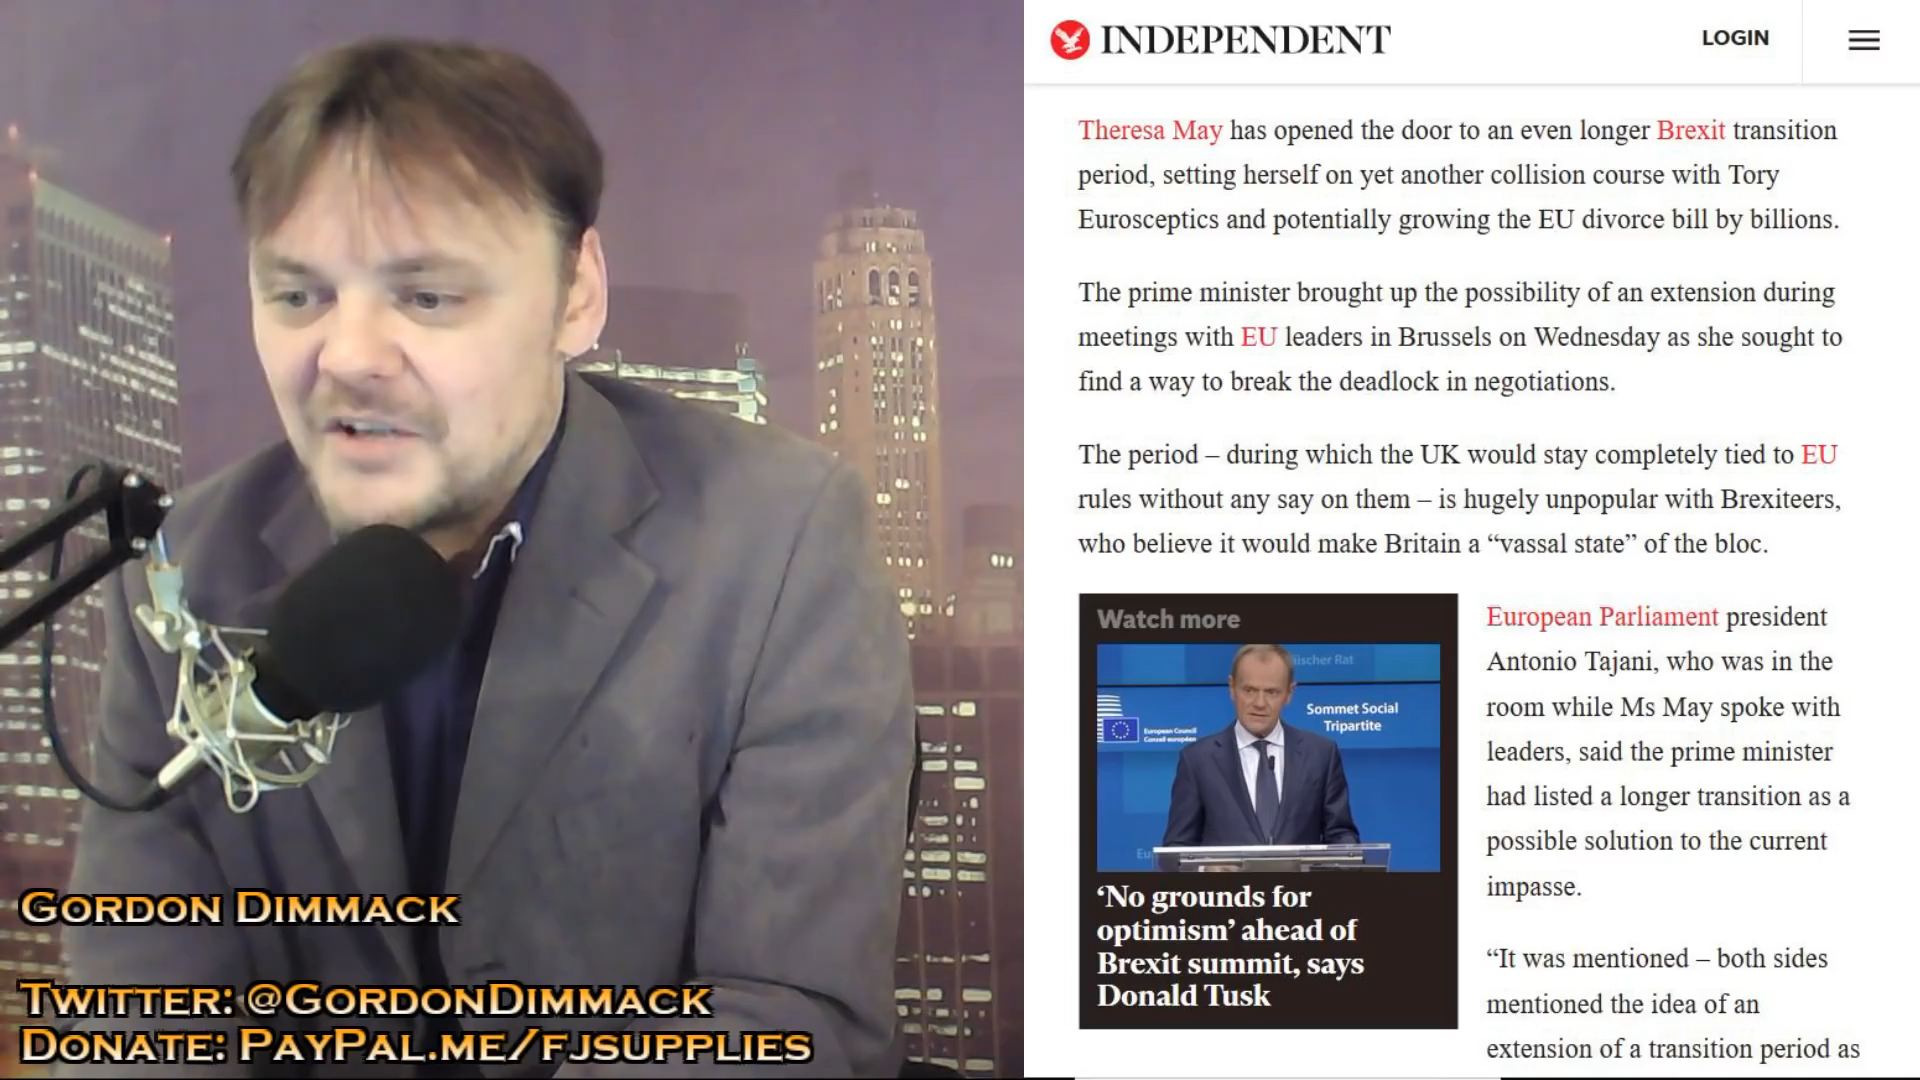 INDEPENDENT
LOGIN
Theresa May has opened the door to an even longer Brexit transition
period, setting herself on yet another collision course with Tory
Eurosceptics and potentially growing the EU divorce bill by billions.
The prime minister brought up the possibility of an extension during
meetings with EU leaders in Brussels on Wednesday as she sought to
find a way to break the deadlock in negotiations.
The period – during which the UK would stay completely tied to EU
rules without any say on them – is hugely unpopular with Brexiteers,
who believe it would make Britain a “vassal state” of the bloc.
Watch more
ischer Rat
Sommet Social
Tripartite
European Council
Conseil européen
Eu
‘No grounds for
optimism’ ahead of
Brexit summit, says
Donald Tusk
European Parliament president
Antonio Tajani, who was in the
room while Ms May spoke with
leaders, said the prime minister
had listed a longer transition as a
possible solution to the current
impasse.
“It was mentioned – both sides
mentioned the idea of an
extension of a transition period as
Gordon Dimmack
Twitter: @GordonDimmack
Donate: PayPal.me/fjsupplies